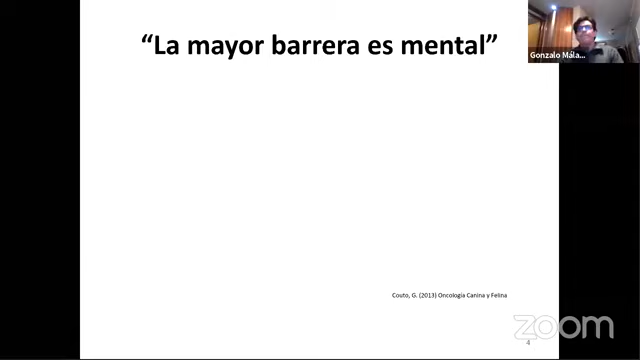 “La mayor barrera es mental”
Gonzalo Mála...
Couto, G. (2013) Oncología Canina y Felina
zoom
4